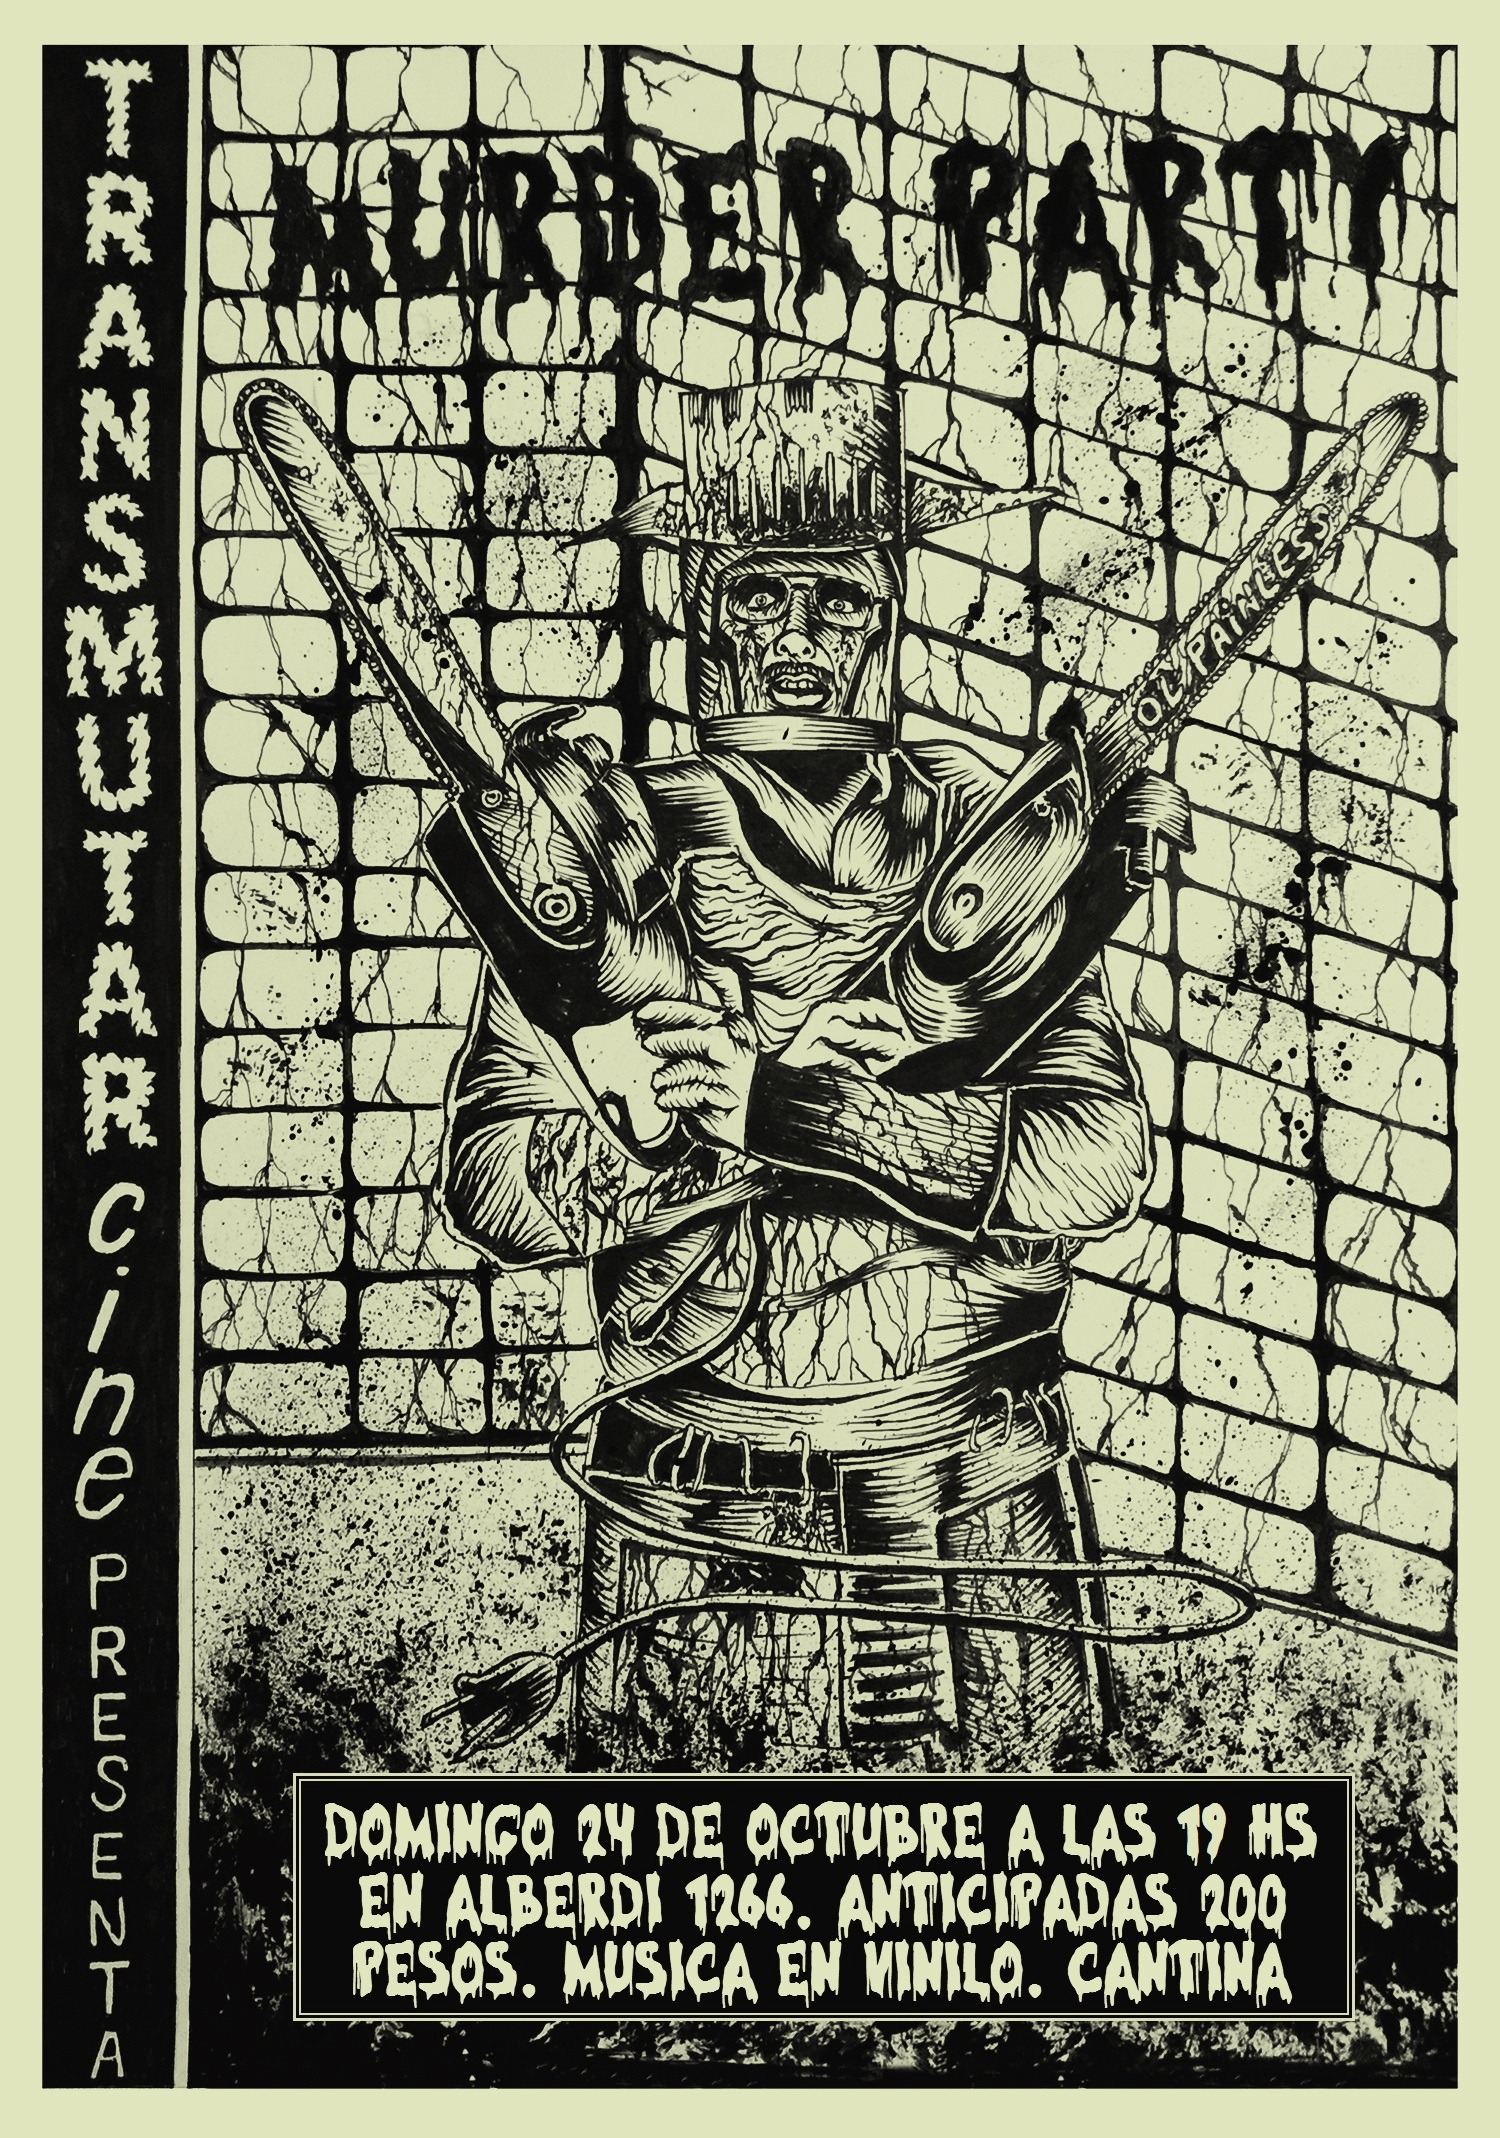 TRANSMUTAR cine PRESENTA
MURDER PARTY
OL' PAINLESS
DOMINGO 24 DE OCTUBRE A LAS 19 HS
EN ALBERDI 1266. ANTICIPADAS 200
PESOS. MUSICA EN VINILO. CANTINA